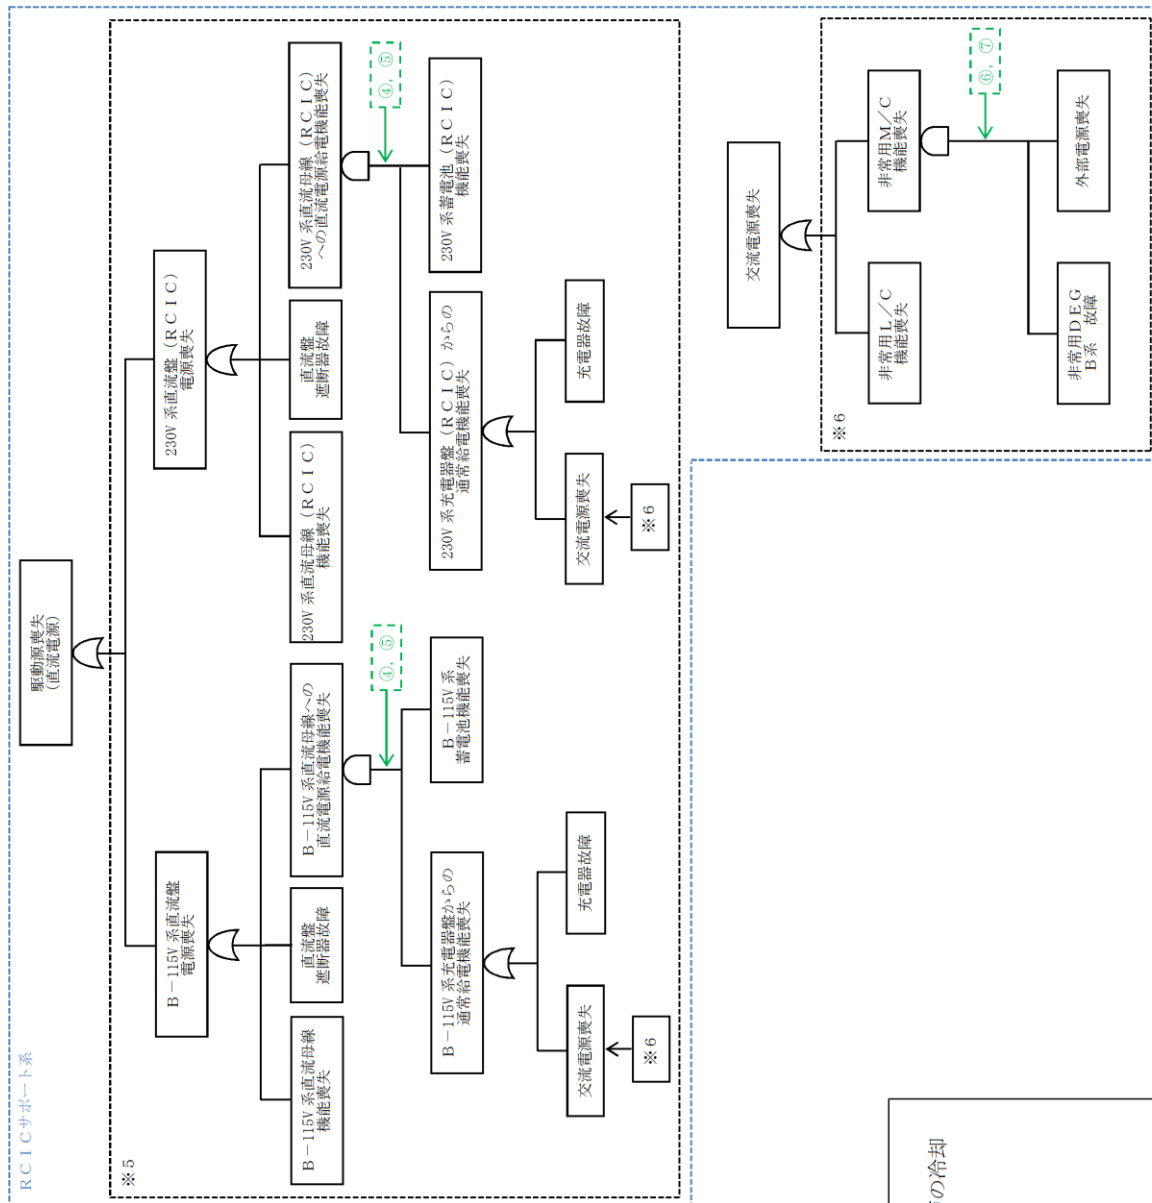 RCICサポート系
※5
駆動源喪失
(直流電源)
B-115V系直流盤
電源喪失
230V系直流盤(RCIC)
電源喪失
B-115V系直流母線
機能喪失
直流盤
遮断器故障
B-115V系直流母線への
直流電源給電機能喪失
230V系直流母線(RCIC)
機能喪失
直流盤
遮断器故障
230V系直流母線(RCIC)
への直流電源給電機能喪失
④, ⑤
④, ⑤
B-115V系充電器盤からの
通常給電機能喪失
B-115V系
蓄電池機能喪失
230V系充電器盤(RCIC)からの
通常給電機能喪失
230V系蓄電池(RCIC)
機能喪失
交流電源喪失
充電器故障
交流電源喪失
充電器故障
※6
※6
※6
交流電源喪失
非常用L/C
機能喪失
非常用M/C
機能喪失
⑥, ⑦
非常用DEG
B系 故障
外部電源喪失
の冷却